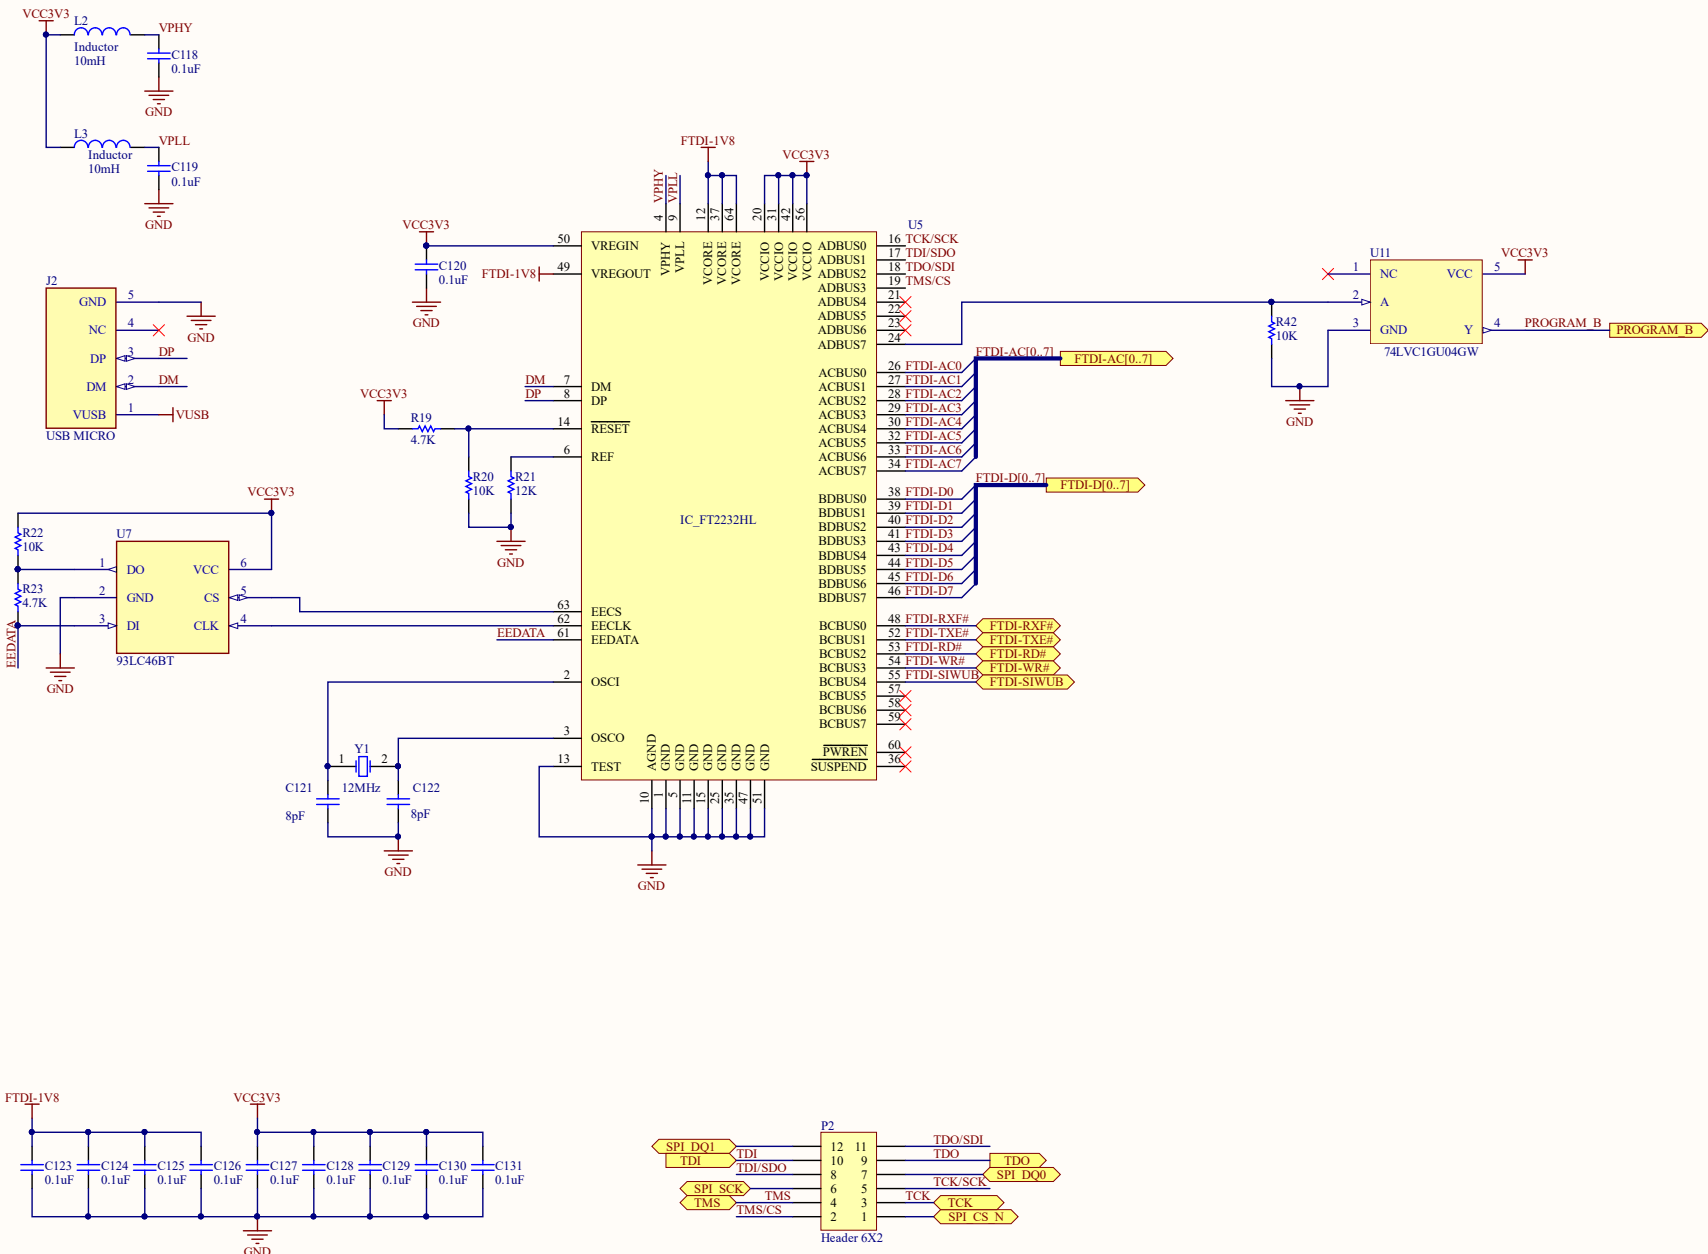 VCC3V3
L2
VPHY
Inductor
10mH
C118
0.1uF
GND
L3
VPLL
Inductor
10mH
C119
0.1uF
GND
J2
GND 5
NC 4
DP 3 DP
DM 2 DM
VUSB 1 VUSB
USB MICRO
GND
VCC3V3
R22
10K
R23
4.7K
EEDATA
U7
1 DO VCC 6
2 GND CS 5
3 DI CLK 4
93LC46BT
GND
VCC3V3
C120
0.1uF
GND
FTDI-1V8
VCC3V3
R19
4.7K
R20
10K
R21
12K
GND
DM
DP
EEDATA
Y1
1 2
12MHz
C121
8pF
C122
8pF
GND
FTDI-1V8
VCC3V3
VPHY
VPLL
4 9 12 37 64 20 31 42 56
VPHY VPLL VCORE VCORE VCORE VCCIO VCCIO VCCIO VCCIO
U5
50 VREGIN
49 VREGOUT
7 DM
8 DP
14 RESET
6 REF
IC_FT2232HL
63 EECS
62 EECLK
61 EEDATA
2 OSCI
3 OSCO
13 TEST
AGND GND GND GND GND GND GND GND GND
10 1 5 11 15 25 35 47 51
GND
ADBUS0 16 TCK/SCK
ADBUS1 17 TDI/SDO
ADBUS2 18 TDO/SDI
ADBUS3 19 TMS/CS
ADBUS4 21
ADBUS5 22
ADBUS6 23
ADBUS7 24
FTDI-AC[0..7] FTDI-AC[0..7]
ACBUS0 26 FTDI-AC0
ACBUS1 27 FTDI-AC1
ACBUS2 28 FTDI-AC2
ACBUS3 29 FTDI-AC3
ACBUS4 30 FTDI-AC4
ACBUS5 32 FTDI-AC5
ACBUS6 33 FTDI-AC6
ACBUS7 34 FTDI-AC7
FTDI-D[0..7] FTDI-D[0..7]
BDBUS0 38 FTDI-D0
BDBUS1 39 FTDI-D1
BDBUS2 40 FTDI-D2
BDBUS3 41 FTDI-D3
BDBUS4 43 FTDI-D4
BDBUS5 44 FTDI-D5
BDBUS6 45 FTDI-D6
BDBUS7 46 FTDI-D7
BCBUS0 48 FTDI-RXF# FTDI-RXF#
BCBUS1 52 FTDI-TXE# FTDI-TXE#
BCBUS2 53 FTDI-RD# FTDI-RD#
BCBUS3 54 FTDI-WR# FTDI-WR#
BCBUS4 55 FTDI-SIWUB FTDI-SIWUB
BCBUS5 57
BCBUS6 58
BCBUS7 59
PWREN 60
SUSPEND 36
R42
10K
GND
U11
VCC3V3
1 NC VCC 5
2 A
3 GND Y 4 PROGRAM_B PROGRAM_B
74LVC1GU04GW
FTDI-1V8
VCC3V3
C123 C124 C125 C126 C127 C128 C129 C130 C131
0.1uF 0.1uF 0.1uF 0.1uF 0.1uF 0.1uF 0.1uF 0.1uF 0.1uF
GND
P2
SPI_DQ1 12 11 TDO/SDI
TDI TDI 10 9 TDO TDO
TDI/SDO 8 7 SPI_DQ0
SPI_SCK 6 5 TCK/SCK
TMS TMS 4 3 TCK TCK
TMS/CS 2 1 SPI_CS_N
Header 6X2